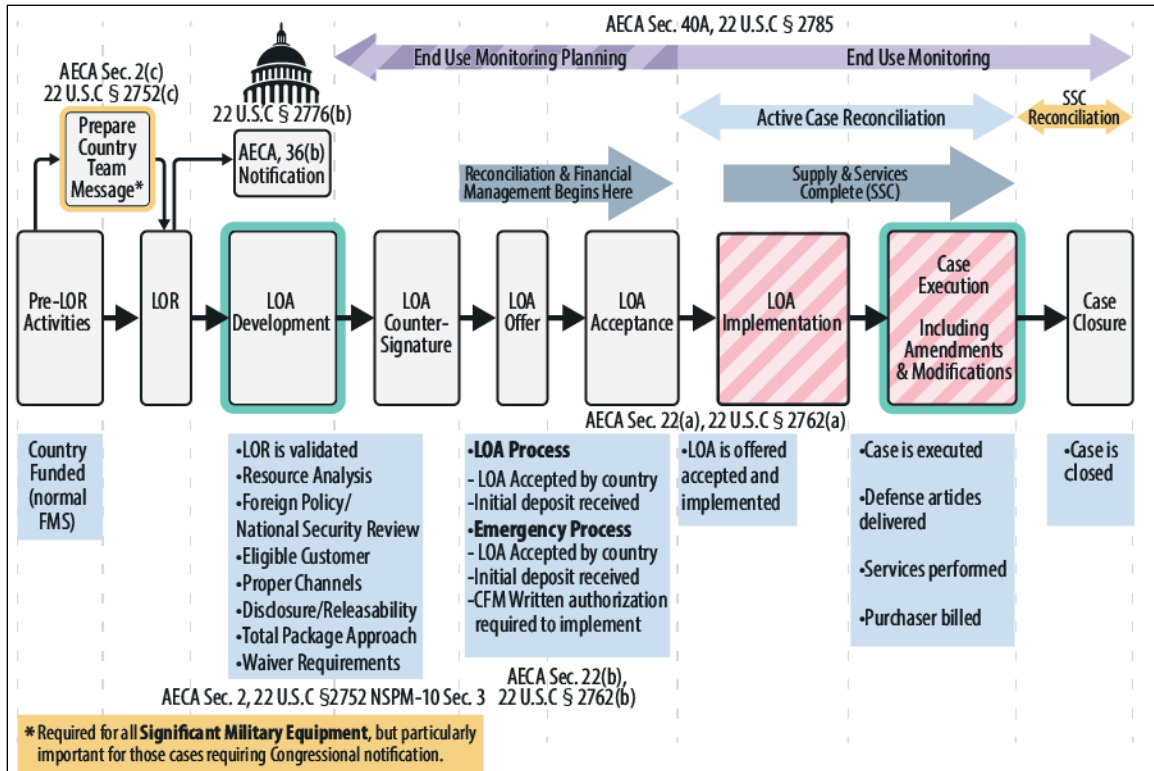 AECA Sec. 40A, 22 U.S.C § 2785
End Use Monitoring Planning
End Use Monitoring
AECA Sec. 2(c)
22 U.S.C § 2752(c)
22 U.S.C § 2776(b)
Prepare
Country
Team
Message*
AECA, 36(b)
Notification
Active Case Reconciliation
SSC
Reconciliation
Reconciliation & Financial
Management Begins Here
Supply & Services
Complete (SSC)
Pre-LOR
Activities
LOR
LOA
Development
LOA
Counter-
Signature
LOA
Offer
LOA
Acceptance
LOA
Implementation
Case
Execution
Including
Amendments
& Modifications
Case
Closure
AECA Sec. 22(a), 22 U.S.C § 2762(a)
Country
Funded
(normal
FMS)
•LOR is validated
•Resource Analysis
•Foreign Policy/
National Security Review
•Eligible Customer
•Proper Channels
•Disclosure/Releasability
•Total Package Approach
•Waiver Requirements
•LOA Process
- LOA Accepted by country
-Initial deposit received
•Emergency Process
- LOA Accepted by country
-Initial deposit received
-CFM Written authorization
required to implement
•LOA is offered
accepted and
implemented
•Case is executed
•Defense articles
delivered
•Services performed
•Purchaser billed
•Case is
closed
AECA Sec. 2, 22 U.S.C §2752 NSPM-10 Sec. 3
AECA Sec. 22(b),
22 U.S.C § 2762(b)
* Required for all Significant Military Equipment, but particularly
important for those cases requiring Congressional notification.